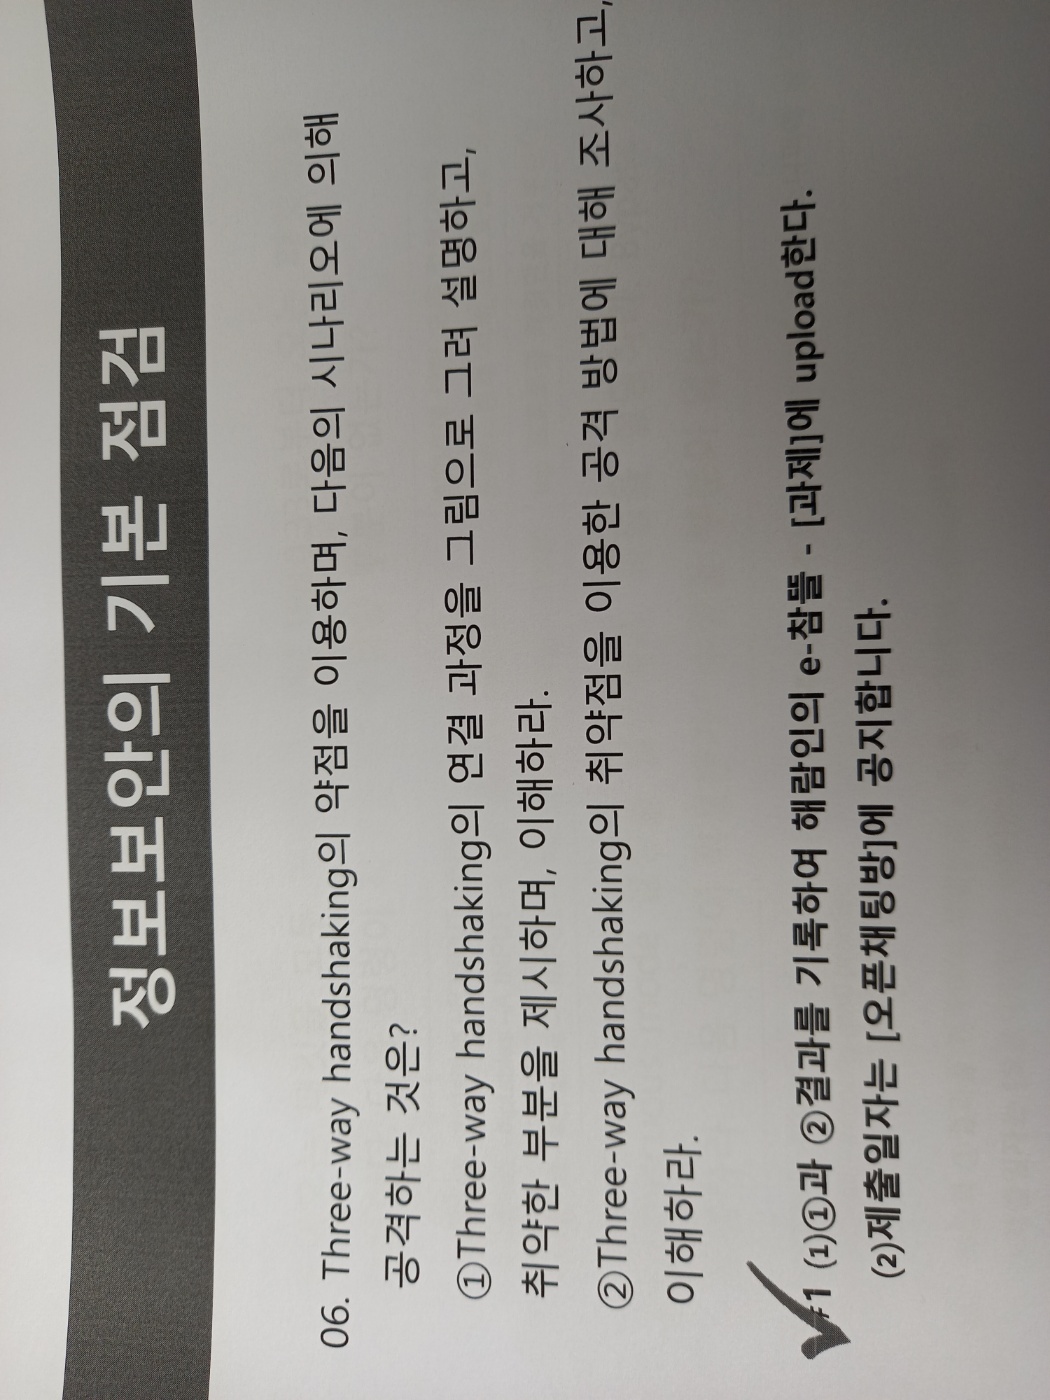 정보보안의 기본 점검
06. Three-way handshaking의 약점을 이용하며, 다음의 시나리오에 의해
공격하는 것은?
①Three-way handshaking의 연결 과정을 그림으로 그려 설명하고,
취약한 부분을 제시하며, 이해하라.
②Three-way handshaking의 취약점을 이용한 공격 방법에 대해 조사하고,
이해하라.
#1 (1)①과 ②결과를 기록하여 해람인의 e-참뜰 - [과제]에 upload한다.
(2)제출일자는 [오픈채팅방]에 공지합니다.